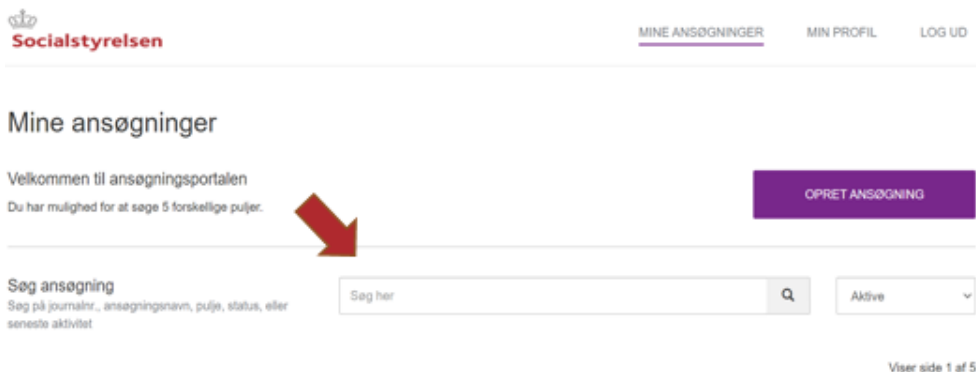 Socialstyrelsen
MINE ANSØGNINGER MIN PROFIL LOG UD
Mine ansøgninger
Velkommen til ansøgningsportalen
Du har mulighed for at søge 5 forskellige puljer.
OPRET ANSØGNING
Søg ansøgning
Søg på journalnr., ansøgningsnavn, pulje, status, eller
seneste aktivitet
Søg her
Aktive
Viser side 1 af 5